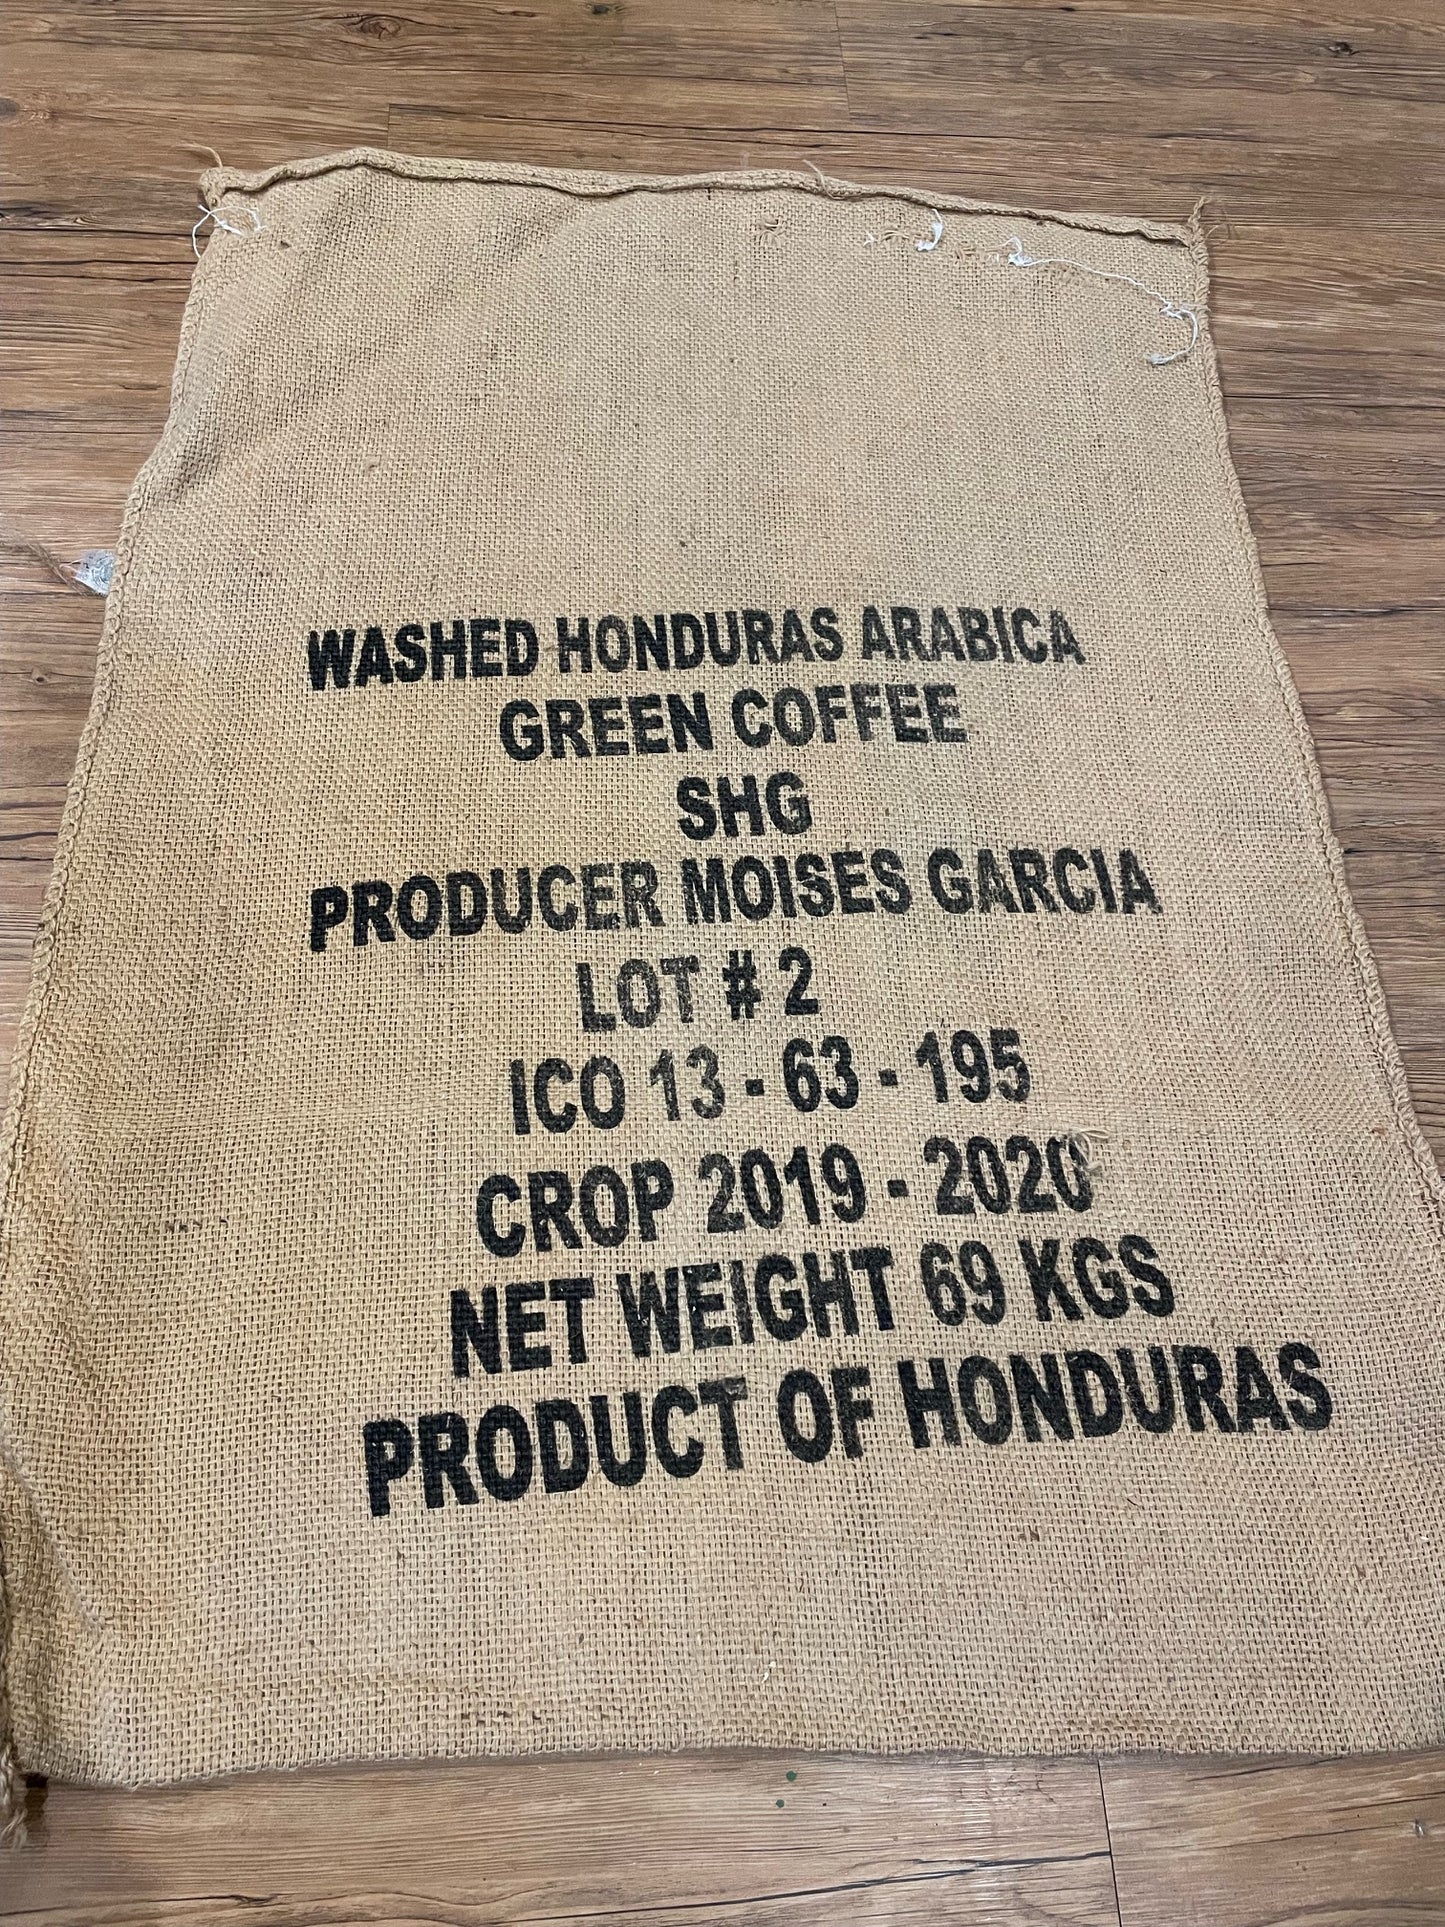 WASHED HONDURAS ARABICA
GREEN COFFEE
SHG
PRODUCER MOISES GARCIA
LOT # 2
ICO 13 - 63 - 195
CROP 2019 - 2020
NET WEIGHT 69 KGS
PRODUCT OF HONDURAS